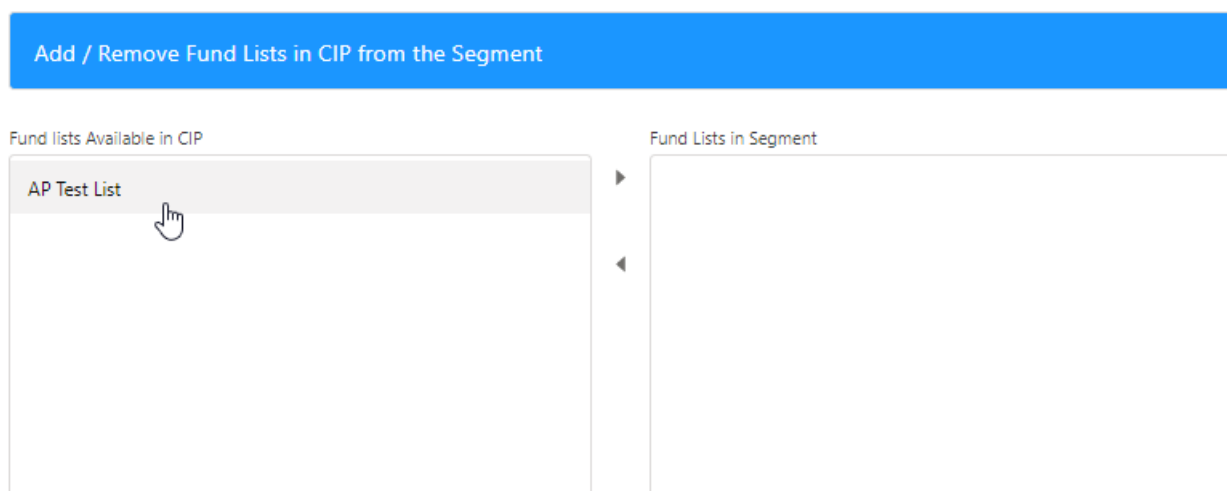 Add / Remove Fund Lists in CIP from the Segment
Fund lists Available in CIP
Fund Lists in Segment
AP Test List